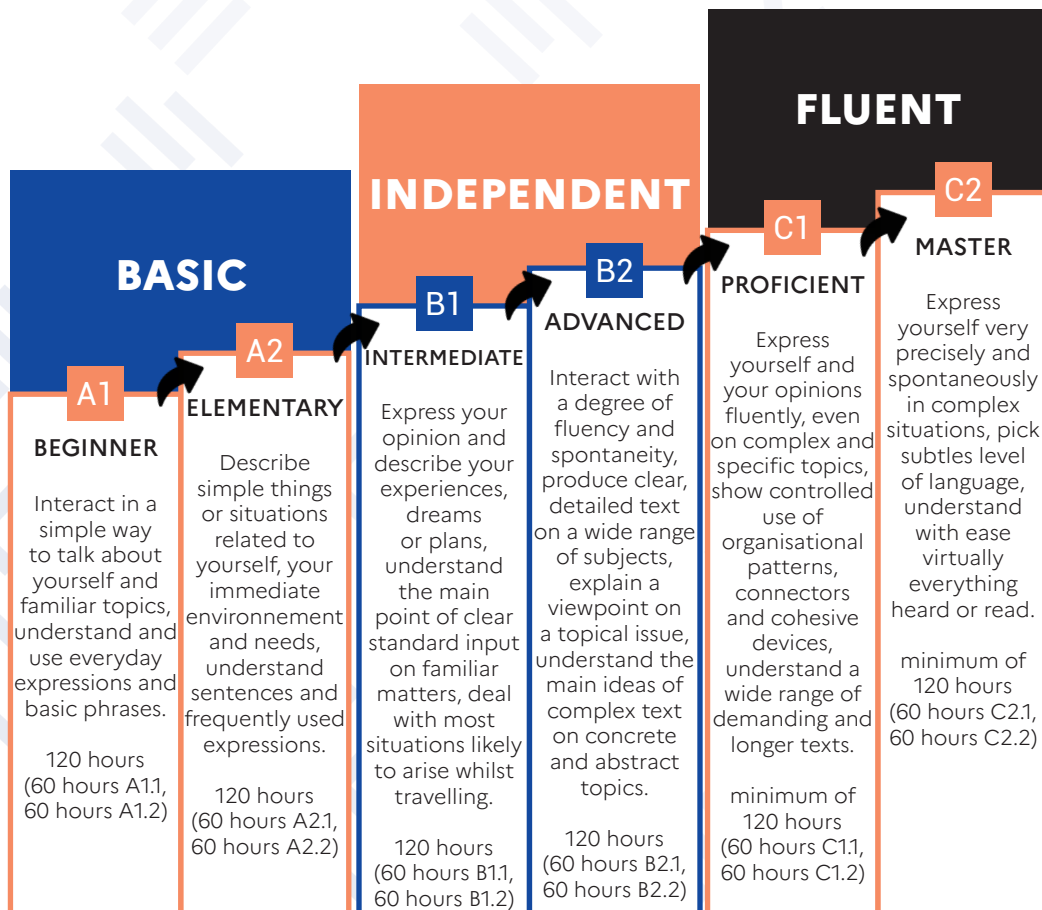 BASIC
A1
BEGINNER
Interact in a
simple way
to talk about
yourself and
familiar topics,
understand and
use everyday
expressions and
basic phrases.
120 hours
(60 hours A1.1,
60 hours A1.2)
A2
ELEMENTARY
Describe
simple things
or situations
related to
yourself, your
immediate
environnement
and needs,
understand
sentences and
frequently used
expressions.
120 hours
(60 hours A2.1,
60 hours A2.2)
INDEPENDENT
B1
INTERMEDIATE
Express your
opinion and
describe your
experiences,
dreams
or plans,
understand
the main
point of clear
standard input
on familiar
matters, deal
with most
situations likely
to arise whilst
travelling.
120 hours
(60 hours B1.1,
60 hours B1.2)
B2
ADVANCED
Interact with
a degree of
fluency and
spontaneity,
produce clear,
detailed text
on a wide range
of subjects,
explain a
viewpoint on
a topical issue,
understand the
main ideas of
complex text
on concrete
and abstract
topics.
120 hours
(60 hours B2.1,
60 hours B2.2)
FLUENT
C1
PROFICIENT
Express
yourself and
your opinions
fluently, even
on complex and
specific topics,
show controlled
use of
organisational
patterns,
connectors
and cohesive
devices,
understand a
wide range of
demanding and
longer texts.
minimum of
120 hours
(60 hours C1.1,
60 hours C1.2)
C2
MASTER
Express
yourself very
precisely and
spontaneously
in complex
situations, pick
subtles level
of language,
understand
with ease
virtually
everything
heard or read.
minimum of
120 hours
(60 hours C2.1,
60 hours C2.2)